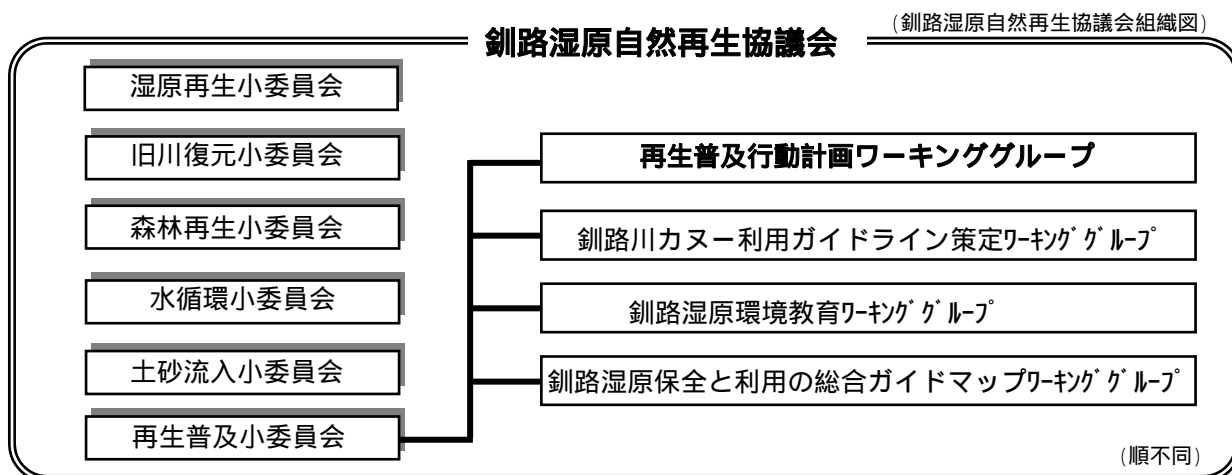 (釧路湿原自然再生協議会組織図)
釧路湿原自然再生協議会
湿原再生小委員会
旧川復元小委員会
森林再生小委員会
水循環小委員会
土砂流入小委員会
再生普及小委員会
再生普及行動計画ワーキンググループ
釧路川カヌー利用ガイドライン策定ﾜｰｷﾝｸﾞｸﾞﾙｰﾌﾟ
釧路湿原環境教育ﾜｰｷﾝｸﾞｸﾞﾙｰﾌﾟ
釧路湿原保全と利用の総合ガイドマップﾜｰｷﾝｸﾞｸﾞﾙｰﾌﾟ
(順不同)